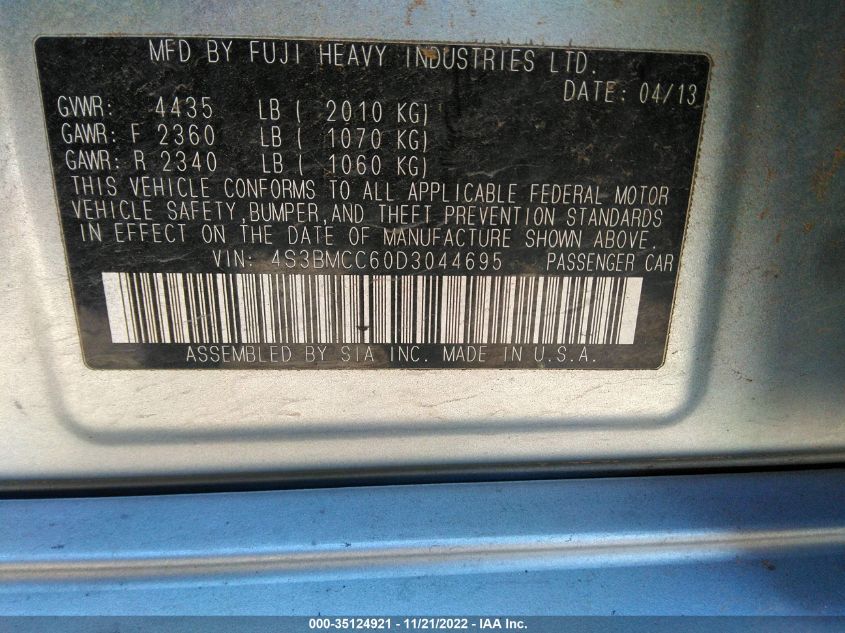 MFD BY FUJI HEAVY INDUSTRIES LTD.
DATE: 04/13
GVWR: 4435 LB ( 2010 KG)
GAWR: F 2360 LB ( 1070 KG)
GAWR: R 2340 LB ( 1060 KG)
THIS VEHICLE CONFORMS TO ALL APPLICABLE FEDERAL MOTOR
VEHICLE SAFETY,BUMPER,AND THEFT PREVENTION STANDARDS
IN EFFECT ON THE DATE OF MANUFACTURE SHOWN ABOVE.
VIN: 4S3BMCC60D3044695 PASSENGER CAR
ASSEMBLED BY SIA INC. MADE IN U.S.A.
000-35124921 - 11/21/2022 - IAA Inc.